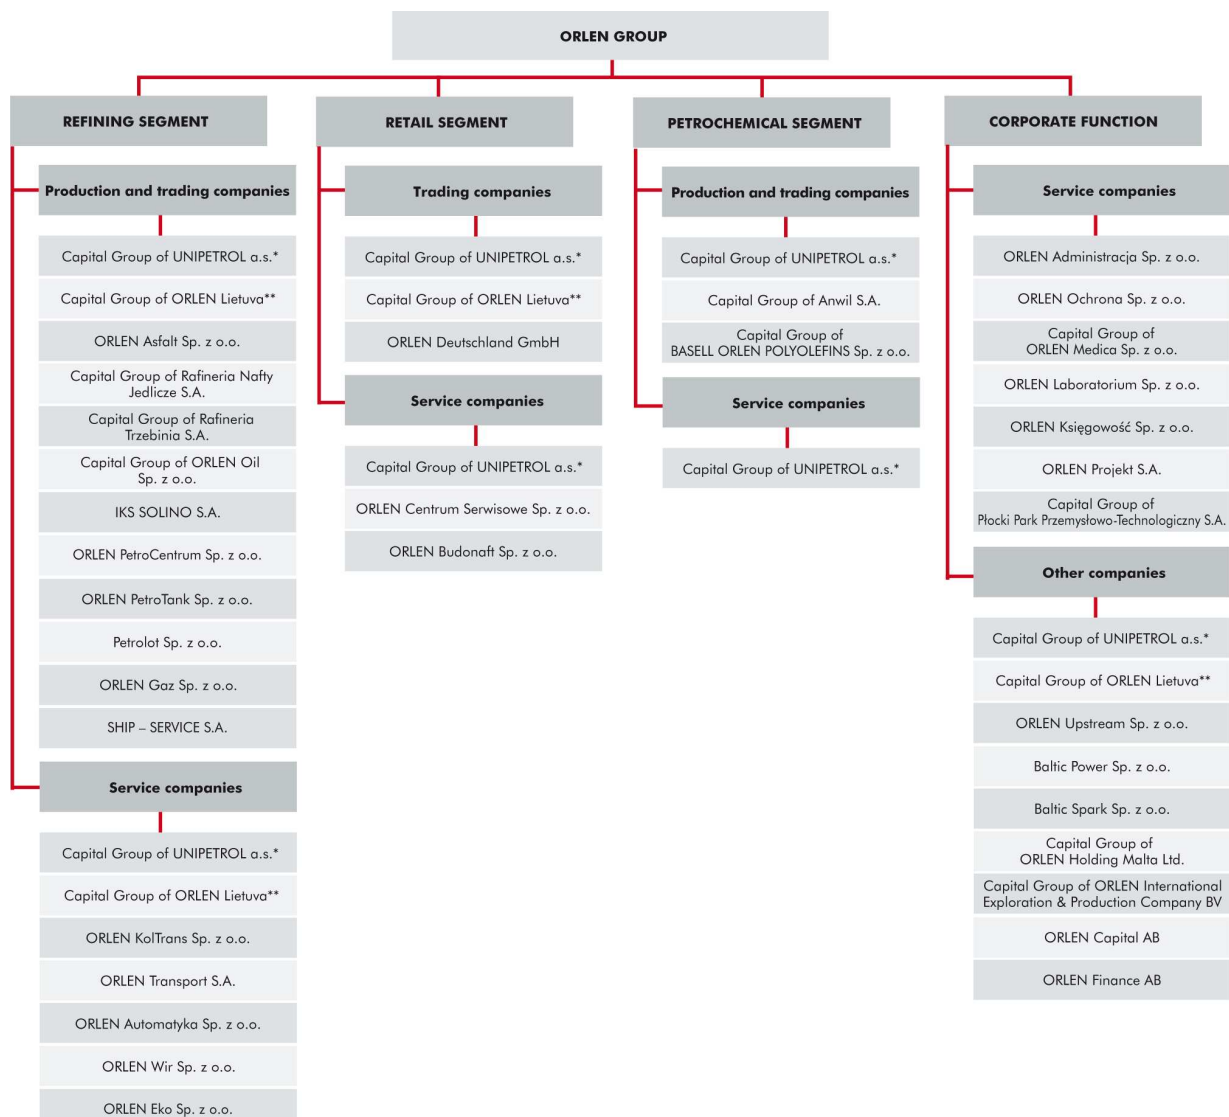 ORLEN GROUP
REFINING SEGMENT
Production and trading companies
Capital Group of UNIPETROL a.s.*
Capital Group of ORLEN Lietuva**
ORLEN Asfalt Sp. z o.o.
Capital Group of Rafineria Nafty
Jedlicze S.A.
Capital Group of Rafineria
Trzebinia S.A.
Capital Group of ORLEN Oil
Sp. z o.o.
IKS SOLINO S.A.
ORLEN PetroCentrum Sp. z o.o.
ORLEN PetroTank Sp. z o.o.
Petrolot Sp. z o.o.
ORLEN Gaz Sp. z o.o.
SHIP – SERVICE S.A.
Service companies
Capital Group of UNIPETROL a.s.*
Capital Group of ORLEN Lietuva**
ORLEN KolTrans Sp. z o.o.
ORLEN Transport S.A.
ORLEN Automatyka Sp. z o.o.
ORLEN Wir Sp. z o.o.
ORLEN Eko Sp. z o.o.
RETAIL SEGMENT
Trading companies
Capital Group of UNIPETROL a.s.*
Capital Group of ORLEN Lietuva**
ORLEN Deutschland GmbH
Service companies
Capital Group of UNIPETROL a.s.*
ORLEN Centrum Serwisowe Sp. z o.o.
ORLEN Budonaft Sp. z o.o.
PETROCHEMICAL SEGMENT
Production and trading companies
Capital Group of UNIPETROL a.s.*
Capital Group of Anwil S.A.
Capital Group of
BASELL ORLEN POLYOLEFINS Sp. z o.o.
Service companies
Capital Group of UNIPETROL a.s.*
CORPORATE FUNCTION
Service companies
ORLEN Administracja Sp. z o.o.
ORLEN Ochrona Sp. z o.o.
Capital Group of
ORLEN Medica Sp. z o.o.
ORLEN Laboratorium Sp. z o.o.
ORLEN Księgowość Sp. z o.o.
ORLEN Projekt S.A.
Capital Group of
Płocki Park Przemysłowo-Technologiczny S.A.
Other companies
Capital Group of UNIPETROL a.s.*
Capital Group of ORLEN Lietuva**
ORLEN Upstream Sp. z o.o.
Baltic Power Sp. z o.o.
Baltic Spark Sp. z o.o.
Capital Group of
ORLEN Holding Malta Ltd.
Capital Group of ORLEN International
Exploration & Production Company BV
ORLEN Capital AB
ORLEN Finance AB